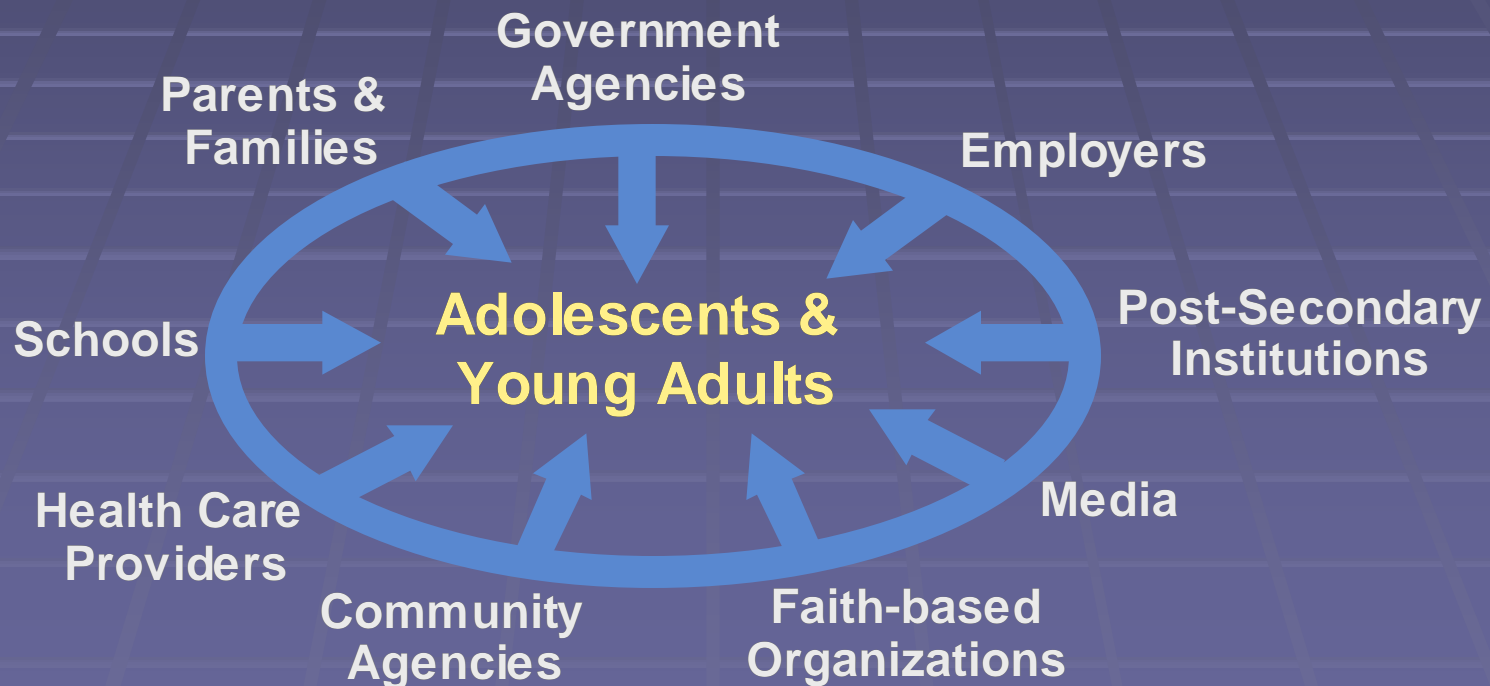 Government
Agencies
Parents &
Families
Employers
Schools
Adolescents &
Young Adults
Post-Secondary
Institutions
Health Care
Providers
Media
Community
Agencies
Faith-based
Organizations